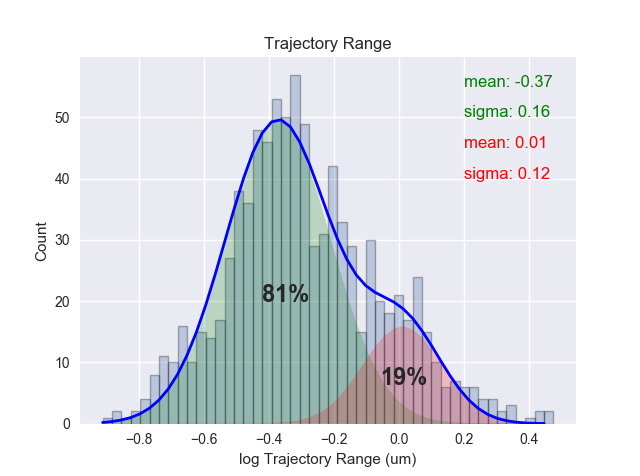 Trajectory Range
mean: -0.37
sigma: 0.16
mean: 0.01
sigma: 0.12
Count
50
40
30
20
10
0
81%
19%
−0.8 −0.6 −0.4 −0.2 0.0 0.2 0.4
log Trajectory Range (um)